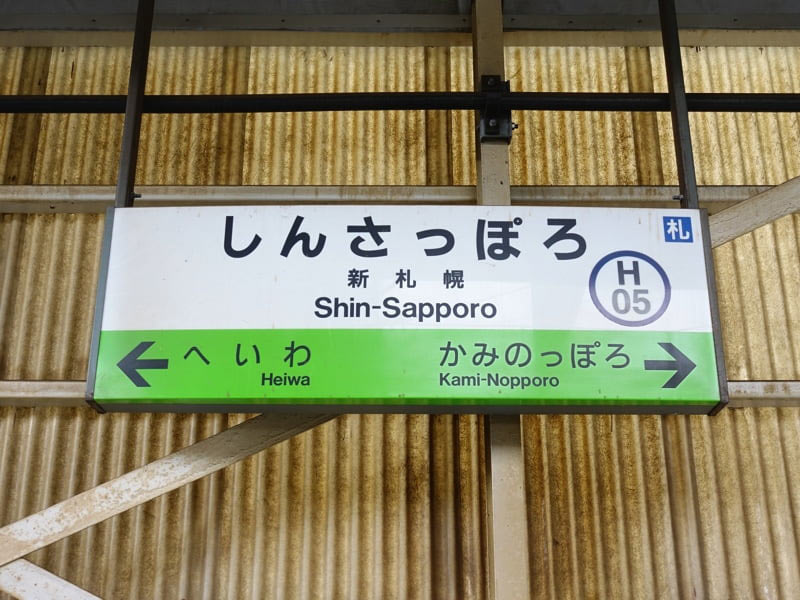 しんさっぽろ
札
新札幌
H
05
Shin-Sapporo
へいわ
Heiwa
かみのっぽろ
Kami-Nopporo